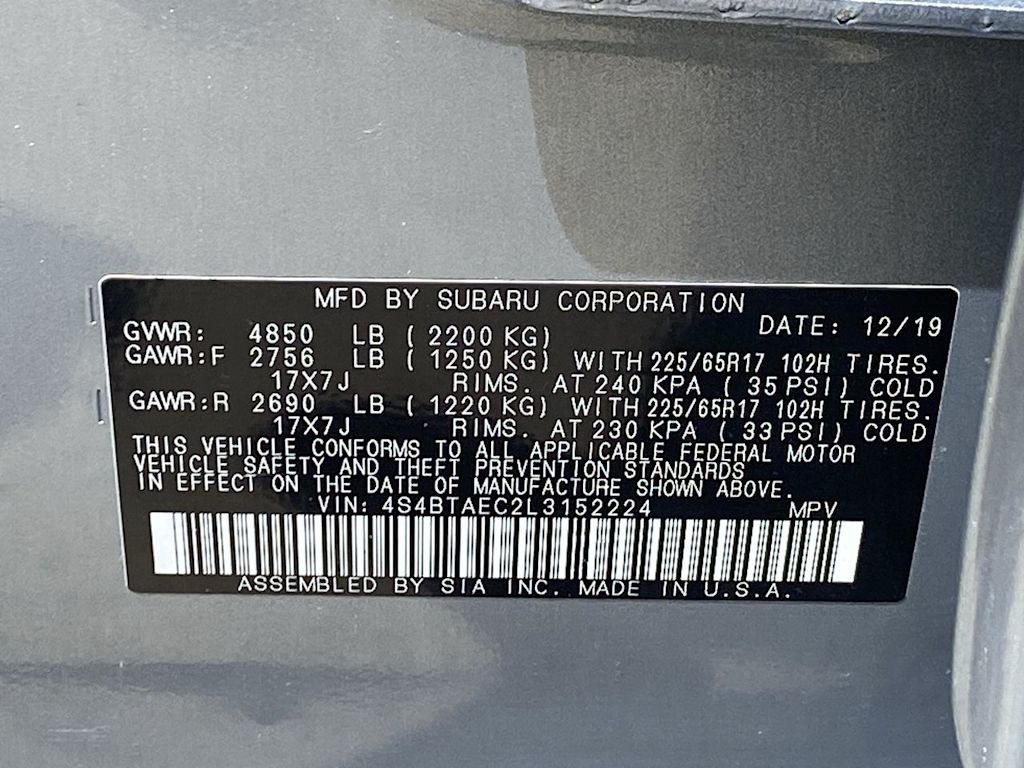 MFD BY SUBARU CORPORATION
GVWR: 4850 LB ( 2200 KG) DATE: 12/19
GAWR:F 2756 LB ( 1250 KG) WITH 225/65R17 102H TIRES.
17X7J RIMS. AT 240 KPA ( 35 PSI) COLD
GAWR:R 2690 LB ( 1220 KG) WITH 225/65R17 102H TIRES.
17X7J RIMS. AT 230 KPA ( 33 PSI) COLD
THIS VEHICLE CONFORMS TO ALL APPLICABLE FEDERAL MOTOR
VEHICLE SAFETY AND THEFT PREVENTION STANDARDS
IN EFFECT ON THE DATE OF MANUFACTURE SHOWN ABOVE.
VIN: 4S4BTAEC2L3152224 MPV
ASSEMBLED BY SIA INC. MADE IN U.S.A.